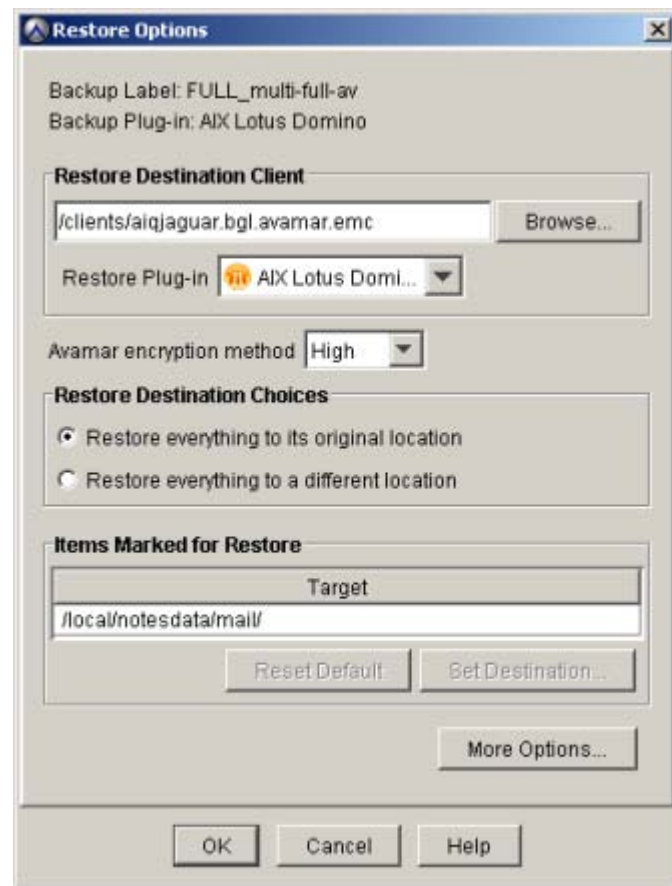 Restore Options
Backup Label: FULL_multi-full-av
Backup Plug-in: AIX Lotus Domino
Restore Destination Client
/clients/aiqjaguar.bgl.avamar.emc Browse...
Restore Plug-in AIX Lotus Domi...
Avamar encryption method High
Restore Destination Choices
Restore everything to its original location
Restore everything to a different location
Items Marked for Restore
Target
/local/notesdata/mail/
Reset Default Set Destination...
More Options...
OK Cancel Help